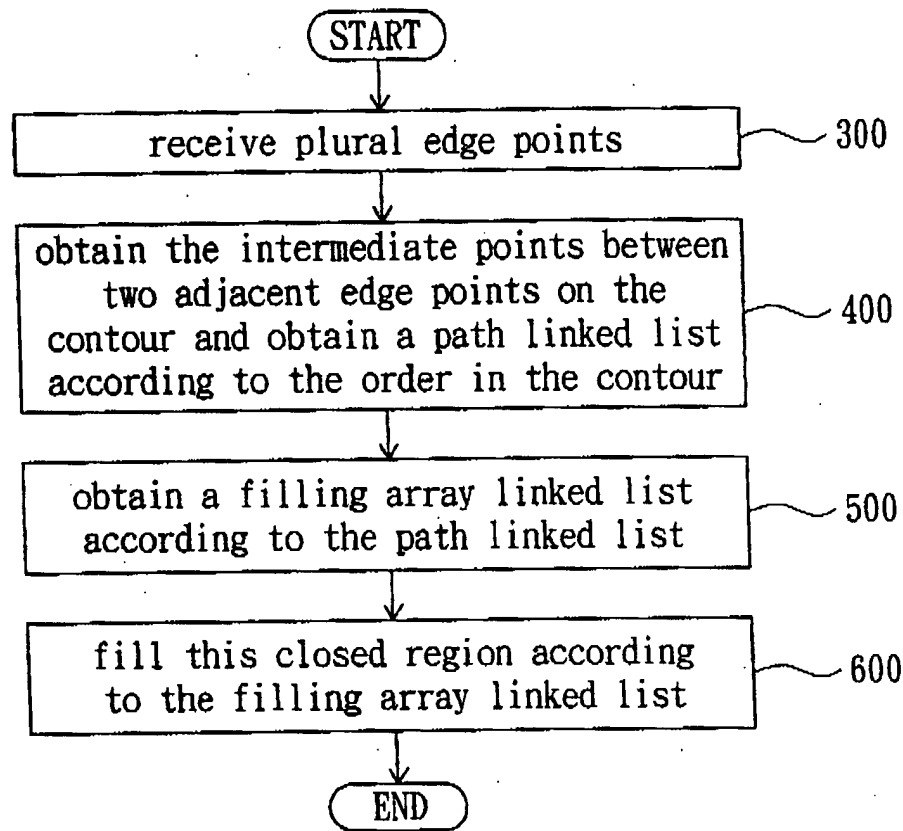 START
receive plural edge points
300
obtain the intermediate points between
two adjacent edge points on the
contour and obtain a path linked list
according to the order in the contour
400
obtain a filling array linked list
according to the path linked list
500
fill this closed region according
to the filling array linked list
600
END